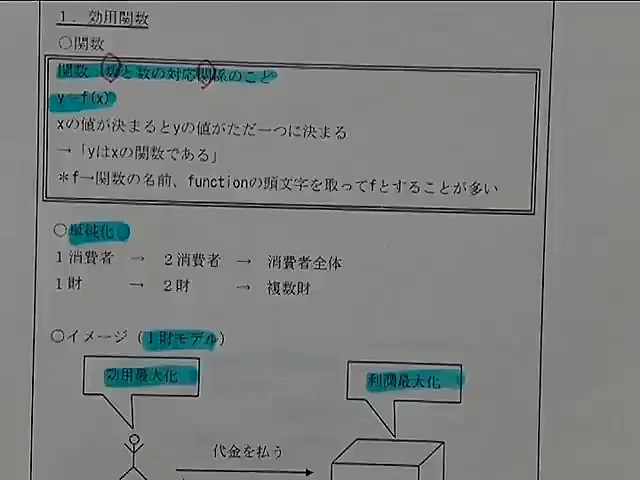 1．効用関数
○関数
関数：数と数の対応関係のこと
y＝f(x)
xの値が決まるとyの値がただ一つに決まる
→「yはxの関数である」
＊f→関数の名前、functionの頭文字を取ってfとすることが多い
○単純化
1消費者 → 2消費者 → 消費者全体
1財 → 2財 → 複数財
○イメージ（1財モデル）
効用最大化
利潤最大化
代金を払う